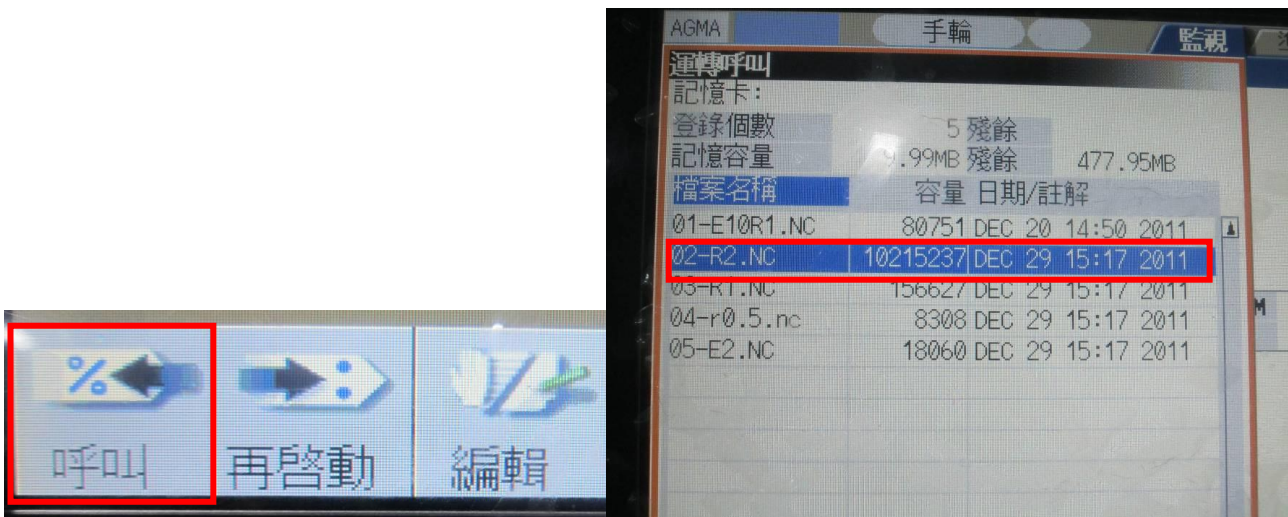 %
呼叫
再啓動
編輯
AGMA
手輪
監視
運轉呼叫
記憶卡:
登錄個數 5 殘餘
記憶容量 9.99MB 殘餘 477.95MB
檔案名稱 容量 日期/註解
01-E10R1.NC 80751 DEC 20 14:50 2011
02-R2.NC 10215237 DEC 29 15:17 2011
03-R1.NC 156627 DEC 29 15:17 2011
04-r0.5.nc 8308 DEC 29 15:17 2011
05-E2.NC 18060 DEC 29 15:17 2011
M